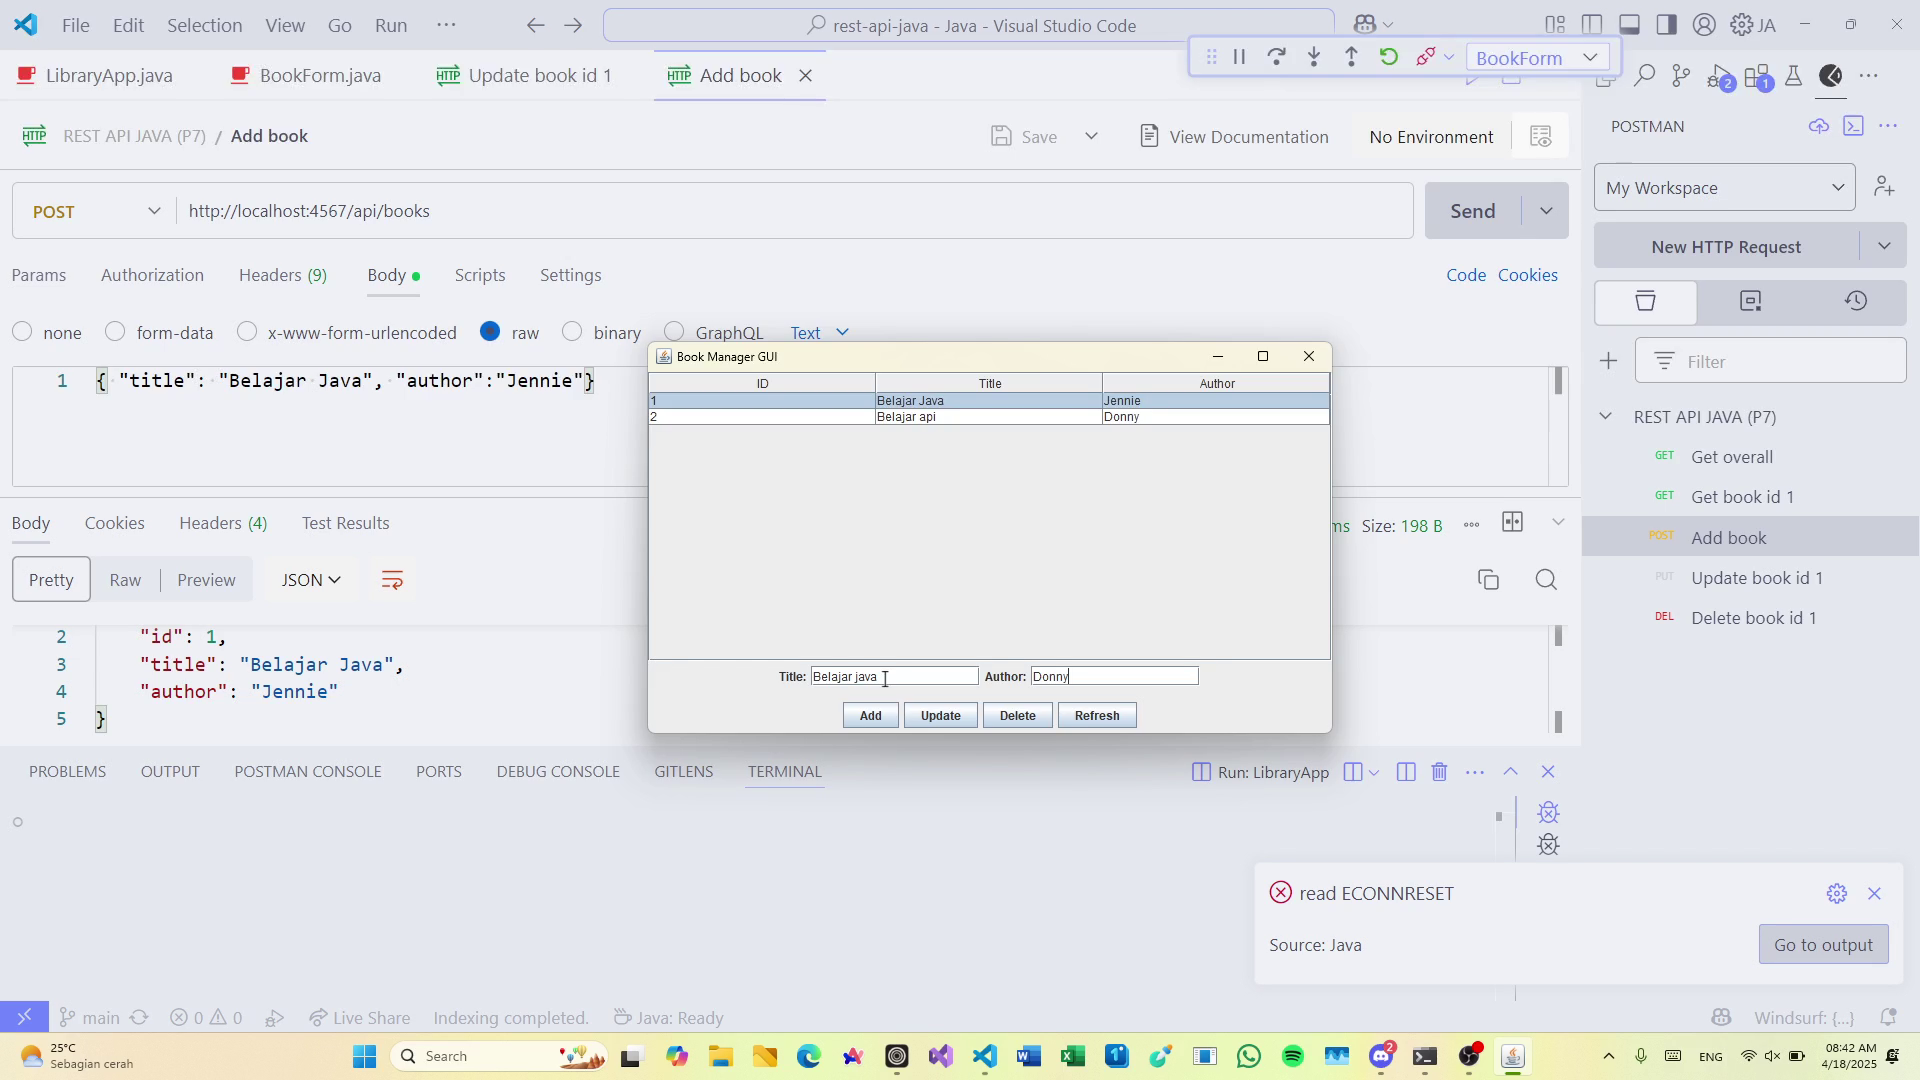 File Edit Selection View Go Run ··· rest-api-java - Java - Visual Studio Code JA
LibraryApp.java BookForm.java Update book id 1 Add book BookForm 2 1
REST API JAVA (P7) / Add book Save View Documentation No Environment
POST http://localhost:4567/api/books Send
Params Authorization Headers (9) Body Scripts Settings Code Cookies
none form-data x-www-form-urlencoded raw binary GraphQL Text
1 { "title": "Belajar Java", "author":"Jennie"}
Body Cookies Headers (4) Test Results ms Size: 198 B
Pretty Raw Preview JSON
2 "id": 1,
3 "title": "Belajar Java",
4 "author": "Jennie"
5 }
Book Manager GUI
ID Title Author
1 Belajar Java Jennie
2 Belajar api Donny
Title: Belajar java Author: Donny
Add Update Delete Refresh
POSTMAN
My Workspace
New HTTP Request
Filter
REST API JAVA (P7)
GET Get overall
GET Get book id 1
POST Add book
PUT Update book id 1
DEL Delete book id 1
PROBLEMS OUTPUT POSTMAN CONSOLE PORTS DEBUG CONSOLE GITLENS TERMINAL Run: LibraryApp
read ECONNRESET
Source: Java Go to output
main 0 0 Live Share Indexing completed. Java: Ready Windsurf: {...}
25°C
Sebagian cerah
Search
2
ENG
08:42 AM
4/18/2025